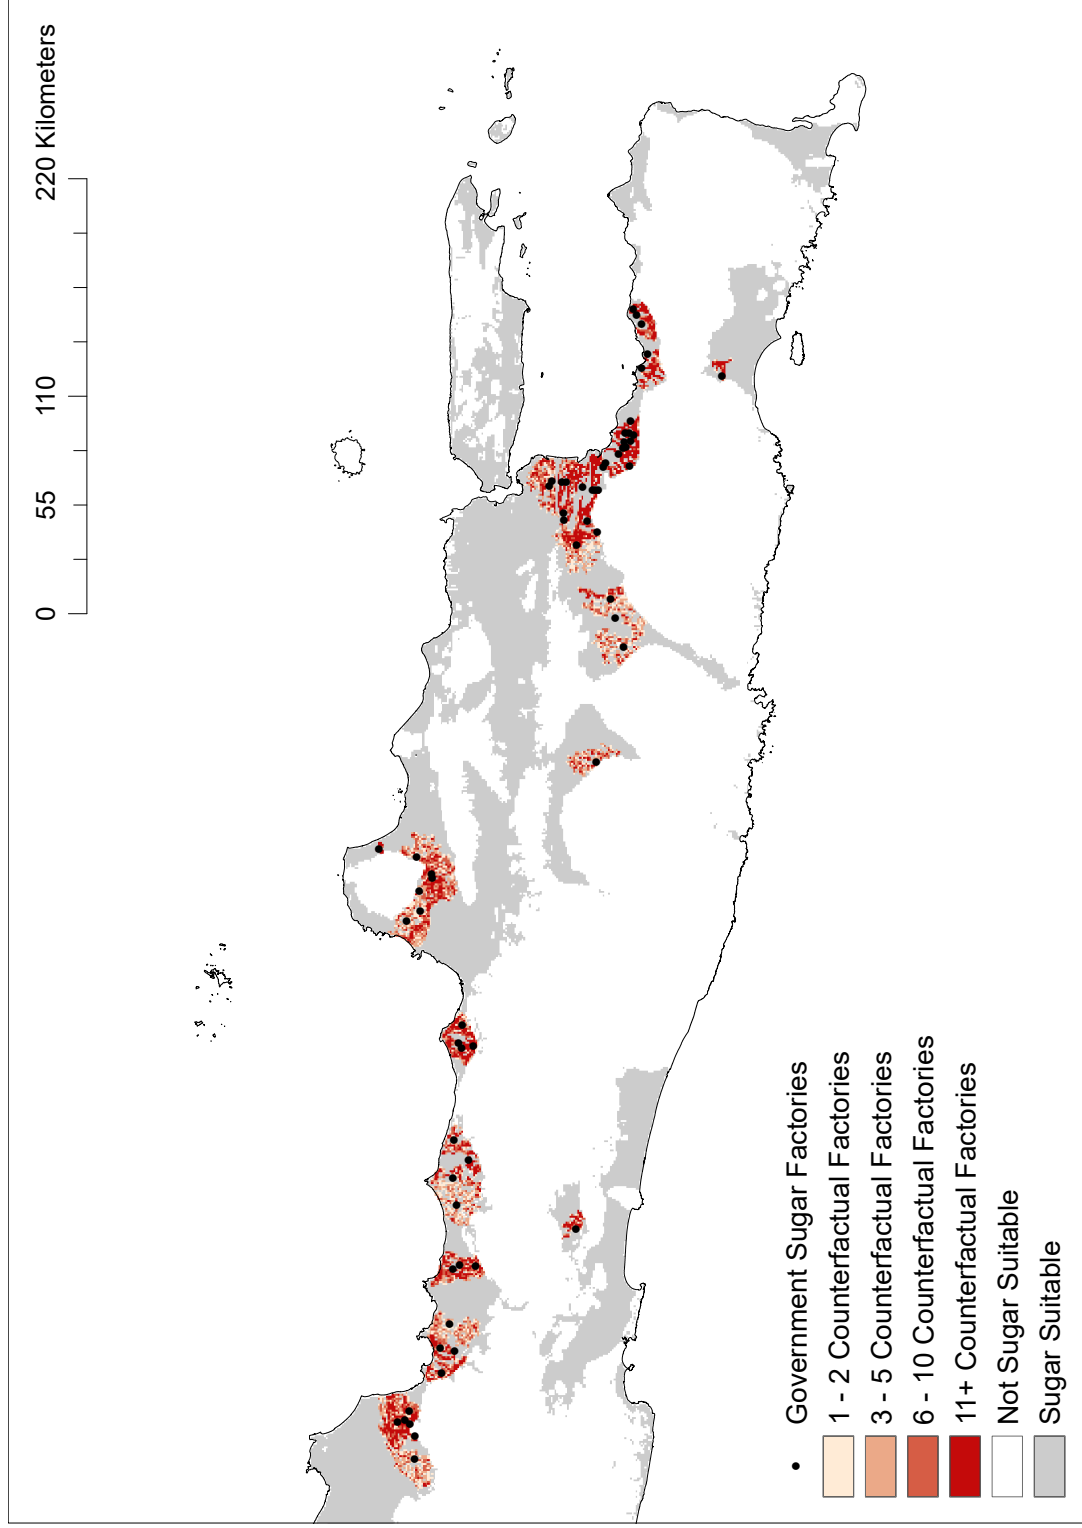 0 55 110 220 Kilometers
Government Sugar Factories
1 - 2 Counterfactual Factories
3 - 5 Counterfactual Factories
6 - 10 Counterfactual Factories
11+ Counterfactual Factories
Not Sugar Suitable
Sugar Suitable